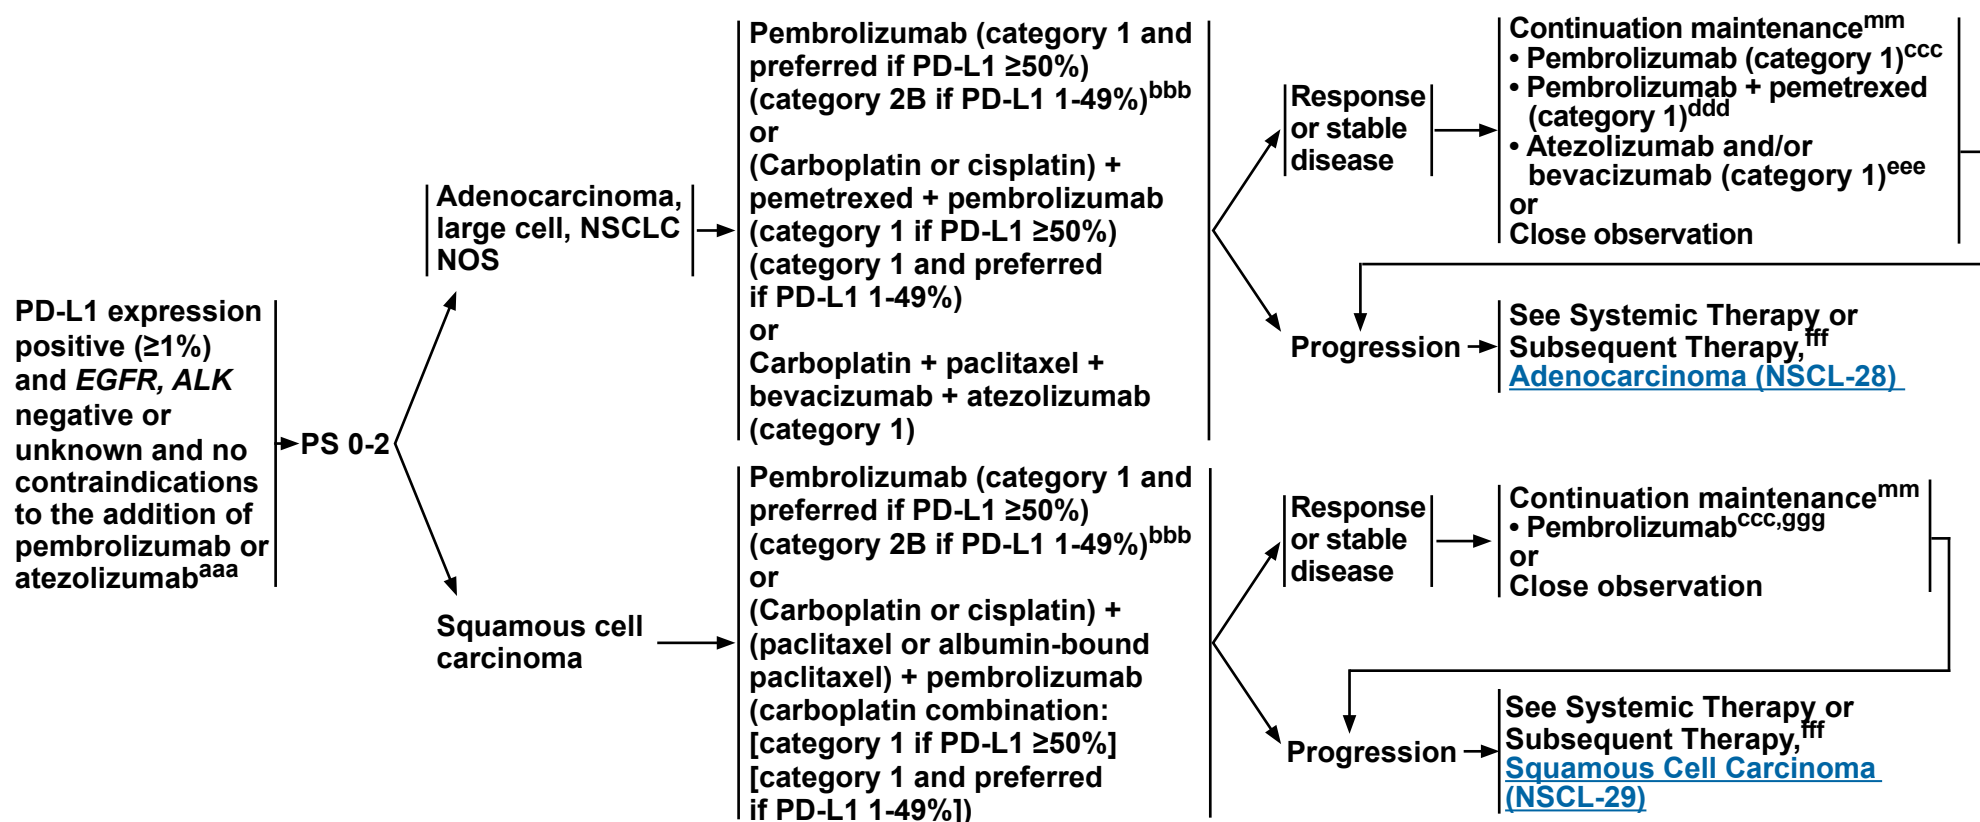 PD-L1 expression
positive (≥1%)
and EGFR, ALK
negative or
unknown and no
contraindications
to the addition of
pembrolizumab or
atezolizumabaaa
PS 0-2
Adenocarcinoma,
large cell, NSCLC
NOS
Pembrolizumab (category 1 and
preferred if PD-L1 ≥50%)
(category 2B if PD-L1 1-49%)bbb
or
(Carboplatin or cisplatin) +
pemetrexed + pembrolizumab
(category 1 if PD-L1 ≥50%)
(category 1 and preferred
if PD-L1 1-49%)
or
Carboplatin + paclitaxel +
bevacizumab + atezolizumab
(category 1)
Response
or stable
disease
Continuation maintenancemm
• Pembrolizumab (category 1)ccc
• Pembrolizumab + pemetrexed
(category 1)ddd
• Atezolizumab and/or
bevacizumab (category 1)eee
or
Close observation
Progression
See Systemic Therapy or
Subsequent Therapy,fff
Adenocarcinoma (NSCL-28)
Squamous cell
carcinoma
Pembrolizumab (category 1 and
preferred if PD-L1 ≥50%)
(category 2B if PD-L1 1-49%)bbb
or
(Carboplatin or cisplatin) +
(paclitaxel or albumin-bound
paclitaxel) + pembrolizumab
(carboplatin combination:
[category 1 if PD-L1 ≥50%]
[category 1 and preferred
if PD-L1 1-49%])
Response
or stable
disease
Continuation maintenancemm
• Pembrolizumabccc,ggg
or
Close observation
Progression
See Systemic Therapy or
Subsequent Therapy,fff
Squamous Cell Carcinoma
(NSCL-29)